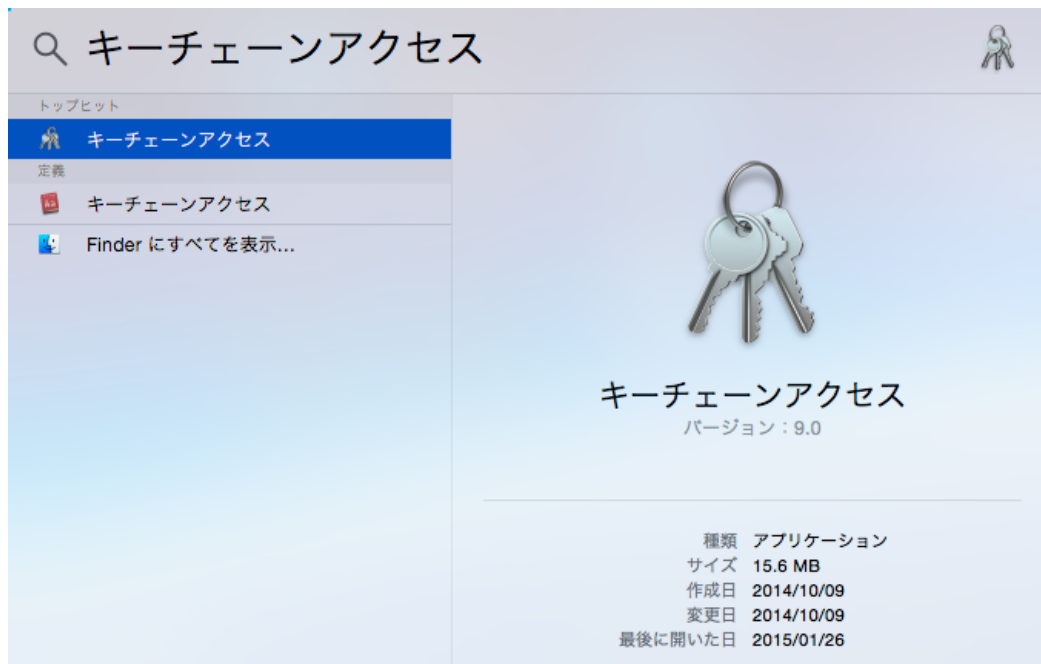 キーチェーンアクセス
トップヒット
キーチェーンアクセス
定義
キーチェーンアクセス
Finder にすべてを表示...
キーチェーンアクセス
バージョン：9.0
種類 アプリケーション
サイズ 15.6 MB
作成日 2014/10/09
変更日 2014/10/09
最後に開いた日 2015/01/26